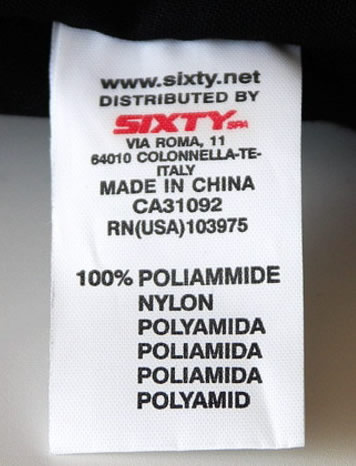 www.sixty.net
DISTRIBUTED BY
SIXTY SPA
VIA ROMA, 11
64010 COLONNELLA-TE-
ITALY
MADE IN CHINA
CA31092
RN(USA)103975
100% POLIAMMIDE
NYLON
POLYAMIDA
POLIAMIDA
POLIAMIDA
POLYAMID